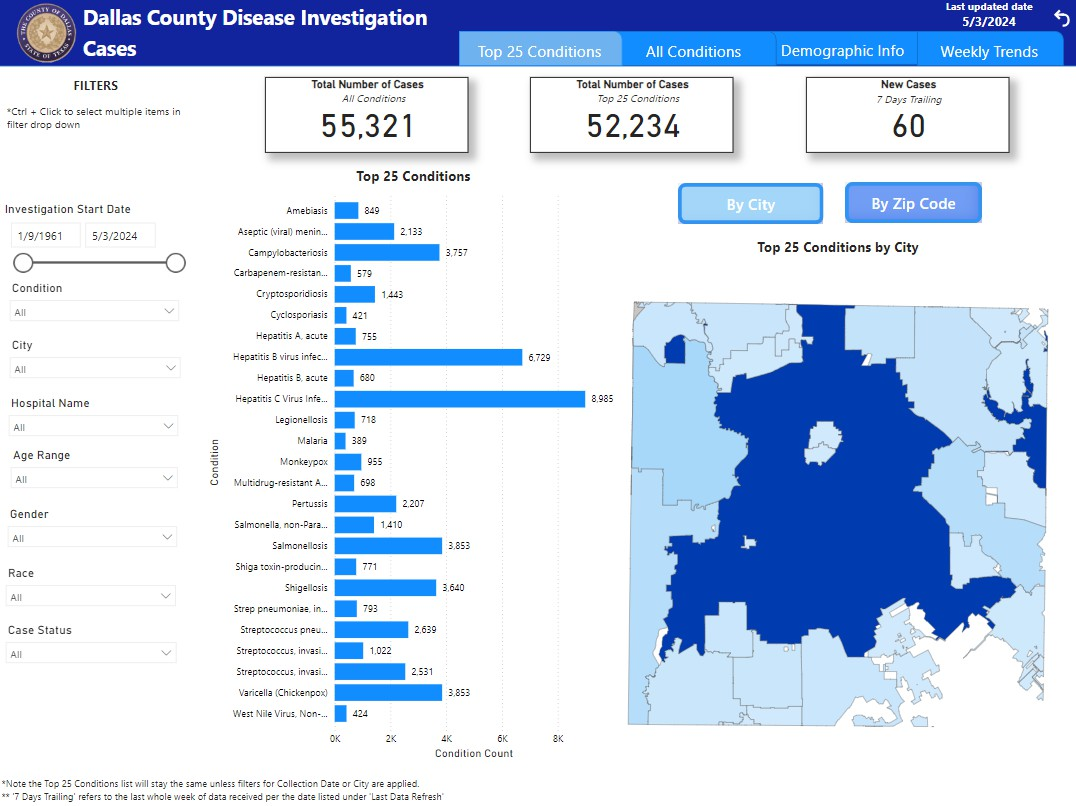 Dallas County Disease Investigation
Cases
Last updated date
5/3/2024
Top 25 Conditions
All Conditions
Demographic Info
Weekly Trends
FILTERS
*Ctrl + Click to select multiple items in
filter drop down
Total Number of Cases
All Conditions
55,321
Total Number of Cases
Top 25 Conditions
52,234
New Cases
7 Days Trailing
60
Investigation Start Date
1/9/1961
5/3/2024
Condition
All
City
All
Hospital Name
All
Age Range
All
Gender
All
Race
All
Case Status
All
Top 25 Conditions
Condition
Amebiasis 849
Aseptic (viral) menin... 2,133
Campylobacteriosis 3,757
Carbapenem-resistan... 579
Cryptosporidiosis 1,443
Cyclosporiasis 421
Hepatitis A, acute 755
Hepatitis B virus infec... 6,729
Hepatitis B, acute 680
Hepatitis C Virus Infe... 8,985
Legionellosis 718
Malaria 389
Monkeypox 955
Multidrug-resistant A... 698
Pertussis 2,207
Salmonella, non-Para... 1,410
Salmonellosis 3,853
Shiga toxin-producin... 771
Shigellosis 3,640
Strep pneumoniae, in... 793
Streptococcus pneu... 2,639
Streptococcus, invasi... 1,022
Streptococcus, invasi... 2,531
Varicella (Chickenpox) 3,853
West Nile Virus, Non-... 424
0K 2K 4K 6K 8K
Condition Count
By City
By Zip Code
Top 25 Conditions by City
*Note the Top 25 Conditions list will stay the same unless filters for Collection Date or City are applied.
** '7 Days Trailing' refers to the last whole week of data received per the date listed under 'Last Data Refresh'